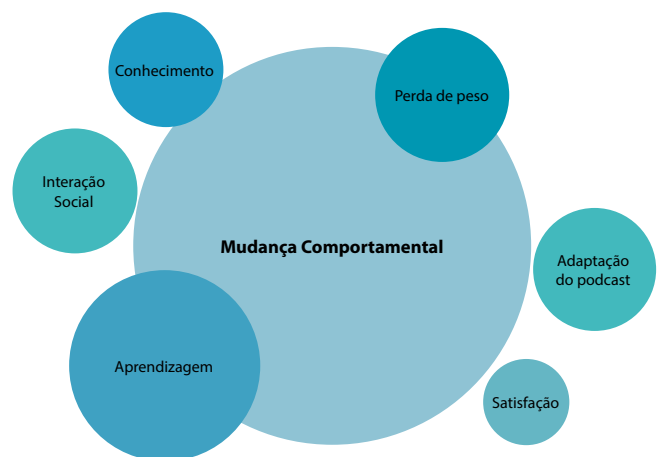 Conhecimento
Perda de peso
Interação
Social
Mudança Comportamental
Adaptação
do podcast
Aprendizagem
Satisfação